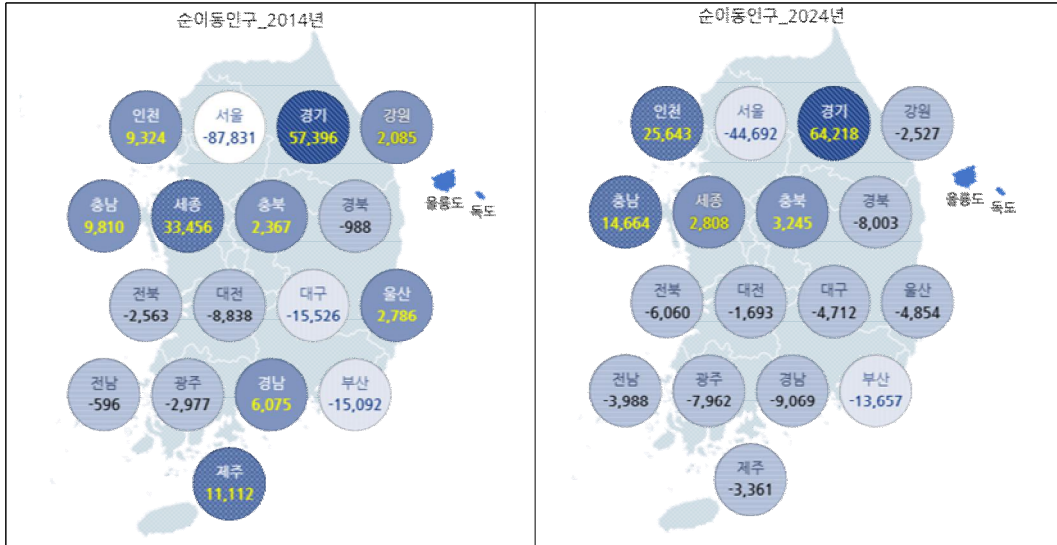 순이동인구_2014년
인천
9,324
서울
-87,831
경기
57,396
강원
2,085
충남
9,810
세종
33,456
충북
2,367
경북
-988
울릉도
독도
전북
-2,563
대전
-8,838
대구
-15,526
울산
2,786
전남
-596
광주
-2,977
경남
6,075
부산
-15,092
제주
11,112
순이동인구_2024년
인천
25,643
서울
-44,692
경기
64,218
강원
-2,527
충남
14,664
세종
2,808
충북
3,245
경북
-8,003
울릉도
독도
전북
-6,060
대전
-1,693
대구
-4,712
울산
-4,854
전남
-3,988
광주
-7,962
경남
-9,069
부산
-13,657
제주
-3,361